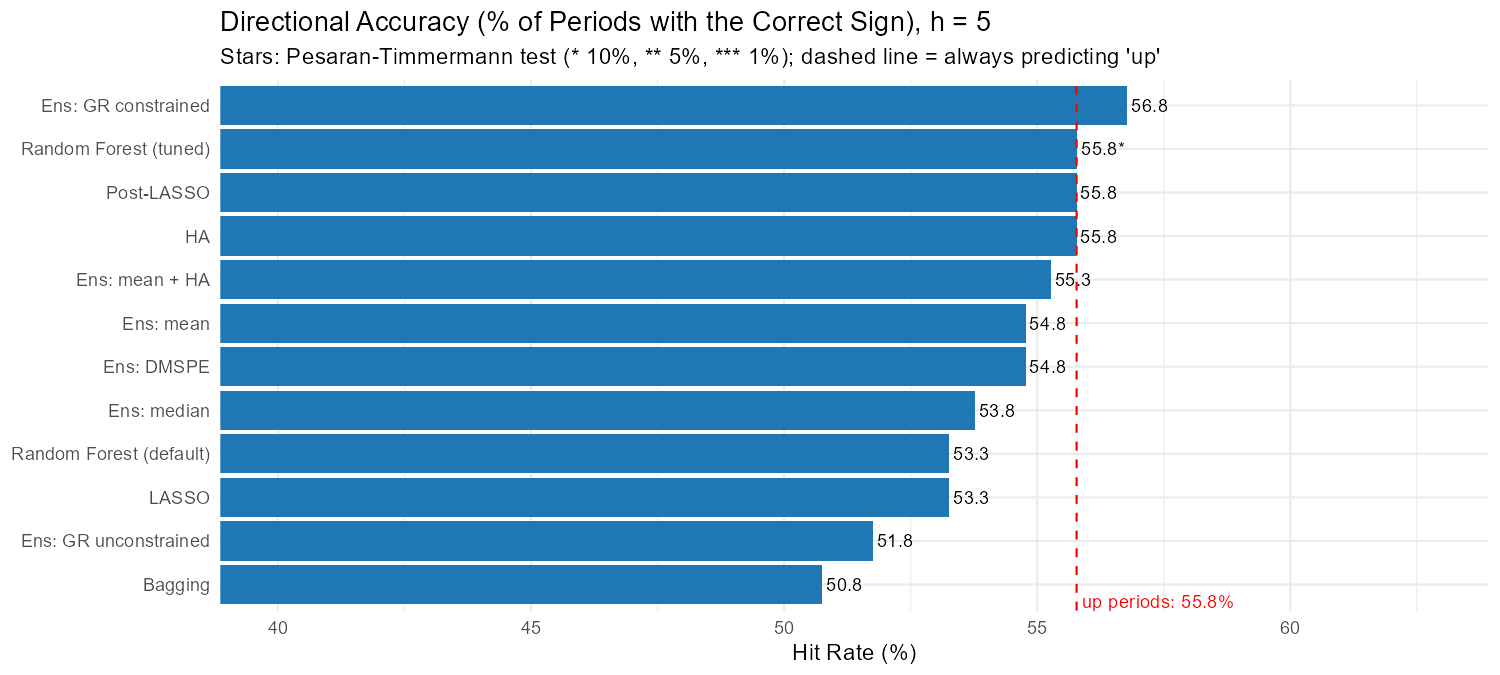 Directional Accuracy (% of Periods with the Correct Sign), h = 5
Stars: Pesaran-Timmermann test (* 10%, ** 5%, *** 1%); dashed line = always predicting 'up'
Ens: GR constrained 56.8
Random Forest (tuned) 55.8*
Post-LASSO 55.8
HA 55.8
Ens: mean + HA 55.3
Ens: mean 54.8
Ens: DMSPE 54.8
Ens: median 53.8
Random Forest (default) 53.3
LASSO 53.3
Ens: GR unconstrained 51.8
Bagging 50.8
up periods: 55.8%
40 45 50 55 60
Hit Rate (%)